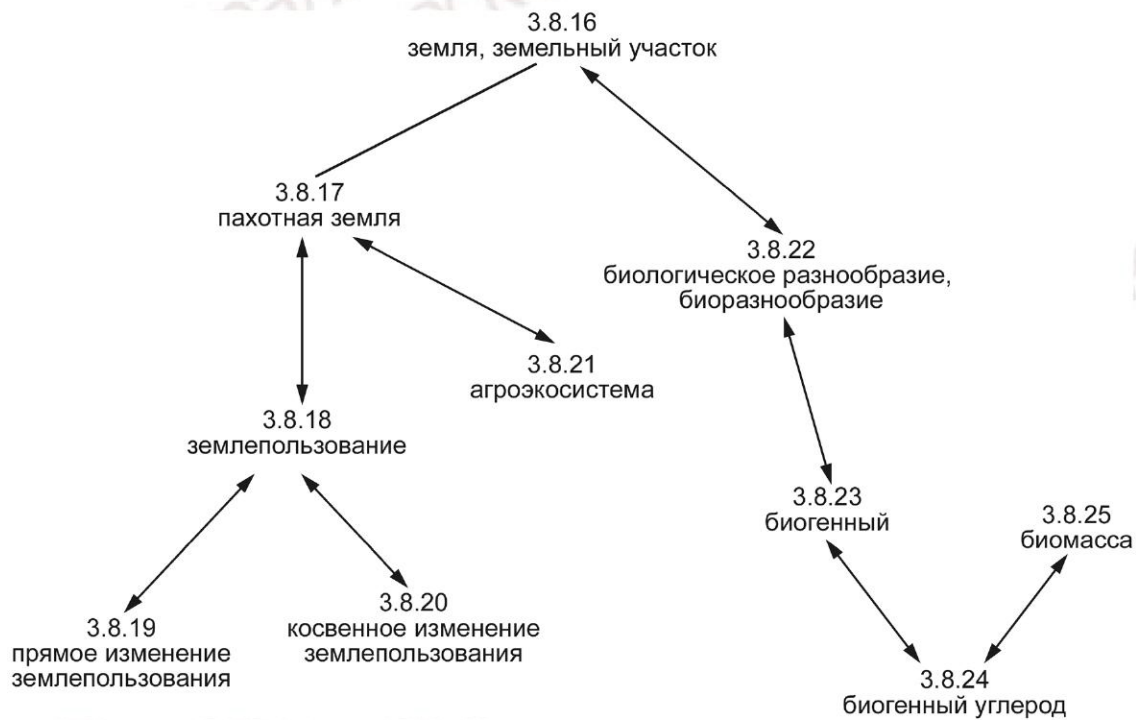 3.8.16
земля, земельный участок
3.8.17
пахотная земля
3.8.22
биологическое разнообразие,
биоразнообразие
3.8.21
агроэкосистема
3.8.18
землепользование
3.8.23
биогенный
3.8.25
биомасса
3.8.19
прямое изменение
землепользования
3.8.20
косвенное изменение
землепользования
3.8.24
биогенный углерод